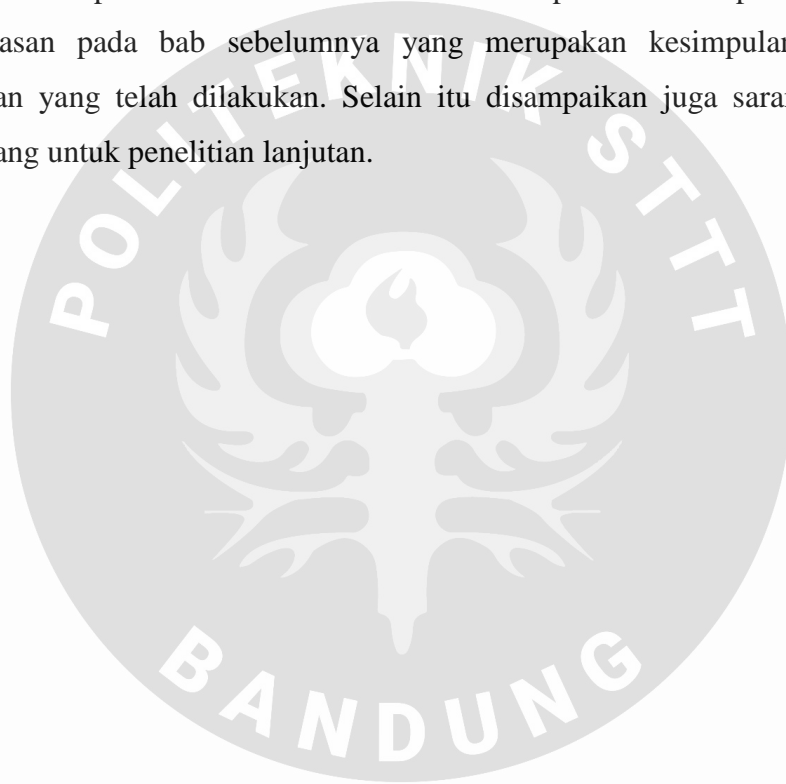 asan pada bab sebelumnya yang merupakan kesimpulan
an yang telah dilakukan. Selain itu disampaikan juga saran
ang untuk penelitian lanjutan.
POLITEKNIK STTT
BANDUNG